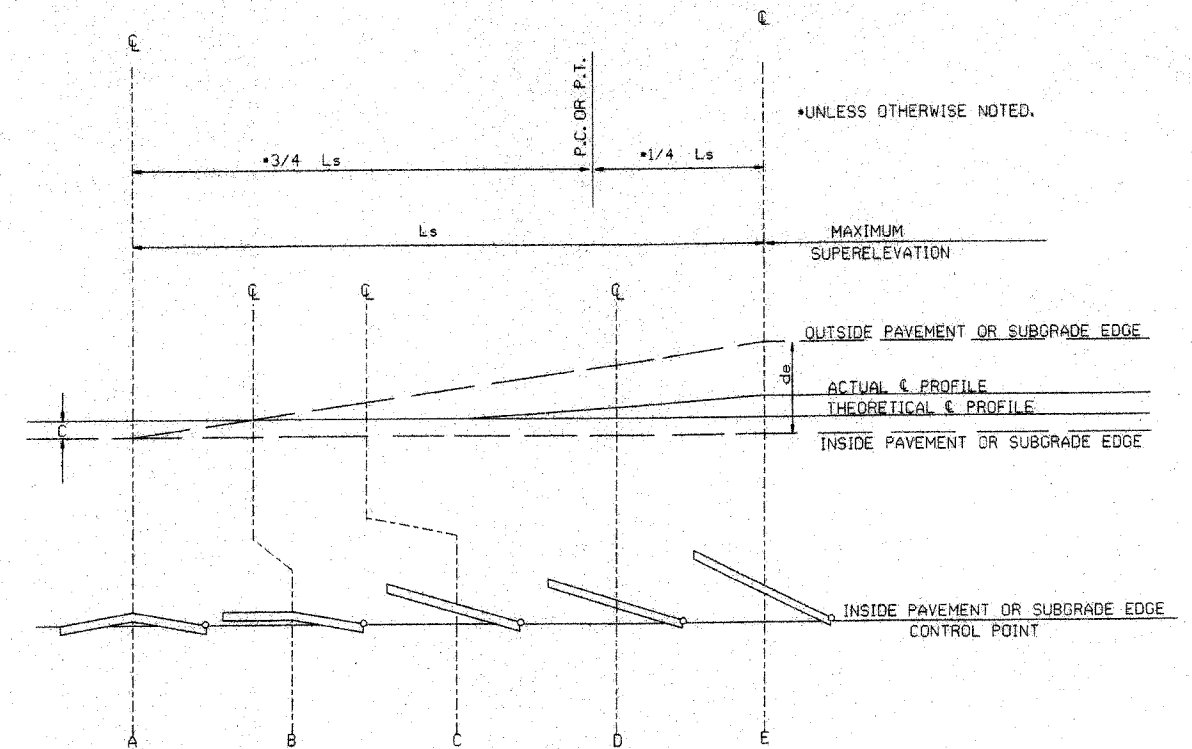 ℄
℄
P.C. OR P.T.
*UNLESS OTHERWISE NOTED.
*3/4 Ls
*1/4 Ls
Ls
MAXIMUM
SUPERELEVATION
℄
℄
℄
OUTSIDE PAVEMENT OR SUBGRADE EDGE
de
ACTUAL ℄ PROFILE
THEORETICAL ℄ PROFILE
C
INSIDE PAVEMENT OR SUBGRADE EDGE
INSIDE PAVEMENT OR SUBGRADE EDGE
CONTROL POINT
A
B
C
D
E